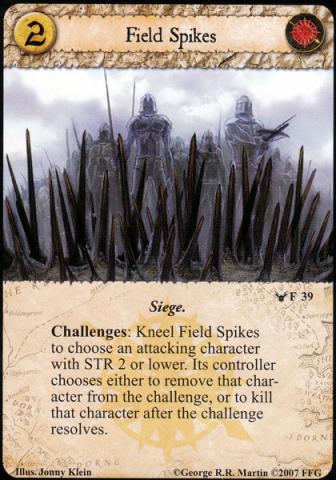 2
Field Spikes
F 39
Siege.
Challenges: Kneel Field Spikes
to choose an attacking character
with STR 2 or lower. Its controller
chooses either to remove that char-
acter from the challenge, or to kill
that character after the challenge
resolves.
DORNE
Illus. Jonny Klein
©George R.R. Martin ©2007 FFG